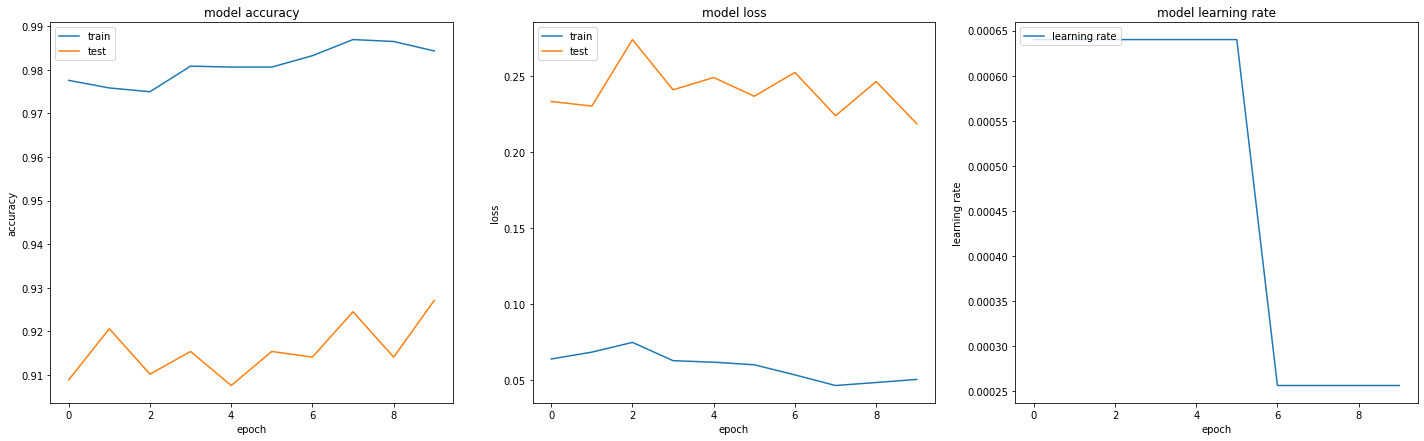 model accuracy
train
test
0.99
0.98
0.97
0.96
0.95
0.94
0.93
0.92
0.91
accuracy
0 2 4 6 8
epoch
model loss
train
test
0.25
0.20
0.15
0.10
0.05
loss
0 2 4 6 8
epoch
model learning rate
learning rate
0.00065
0.00060
0.00055
0.00050
0.00045
0.00040
0.00035
0.00030
0.00025
learning rate
0 2 4 6 8
epoch